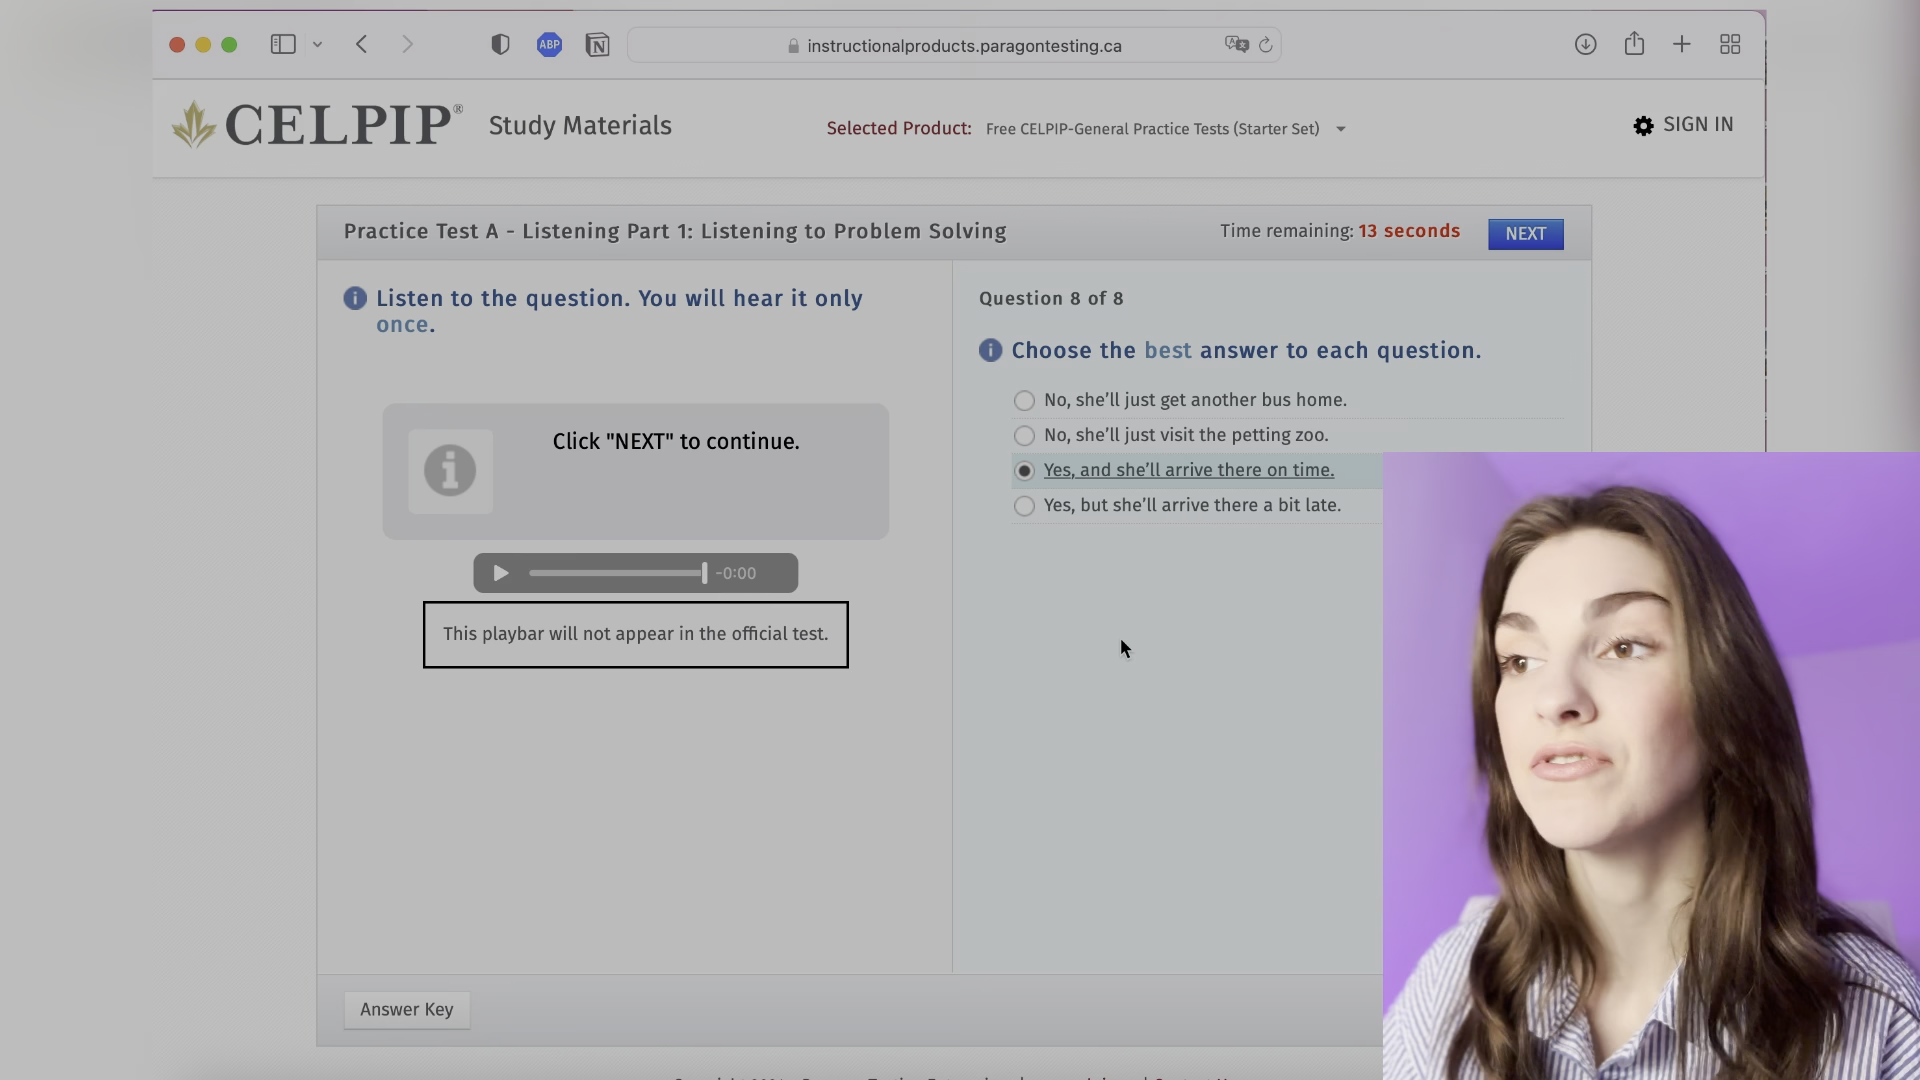 ABP
instructionalproducts.paragontesting.ca
CELPIP® Study Materials
Selected Product: Free CELPIP-General Practice Tests (Starter Set)
SIGN IN
Practice Test A - Listening Part 1: Listening to Problem Solving
Time remaining: 13 seconds
NEXT
Listen to the question. You will hear it only
once.
Click "NEXT" to continue.
-0:00
This playbar will not appear in the official test.
Question 8 of 8
Choose the best answer to each question.
No, she’ll just get another bus home.
No, she’ll just visit the petting zoo.
Yes, and she’ll arrive there on time.
Yes, but she’ll arrive there a bit late.
Answer Key